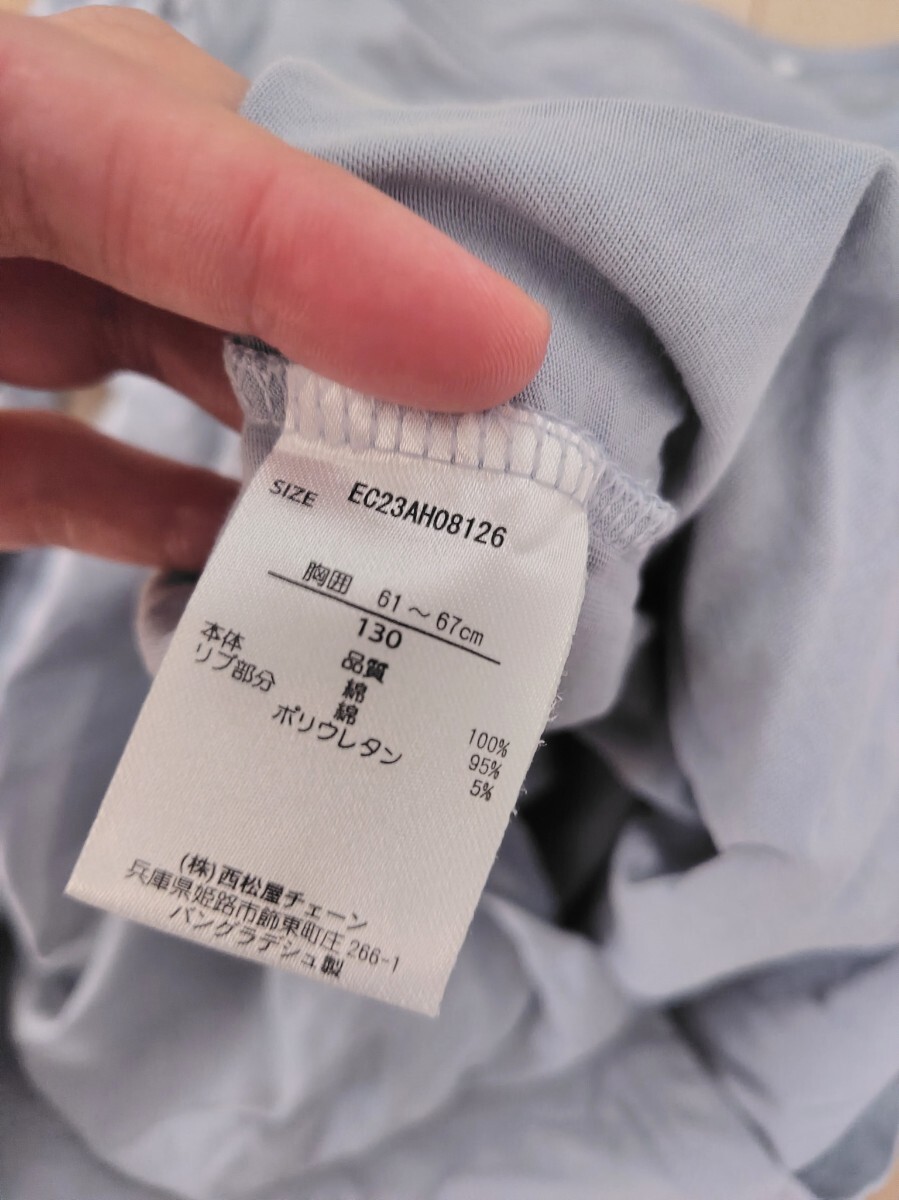 SIZE EC23AH08126
胸囲 61～67cm
130
品質
本体 綿 100%
リブ部分 綿 95%
ポリウレタン 5%
(株)西松屋チェーン
兵庫県姫路市飾東町庄266-1
バングラデシュ製